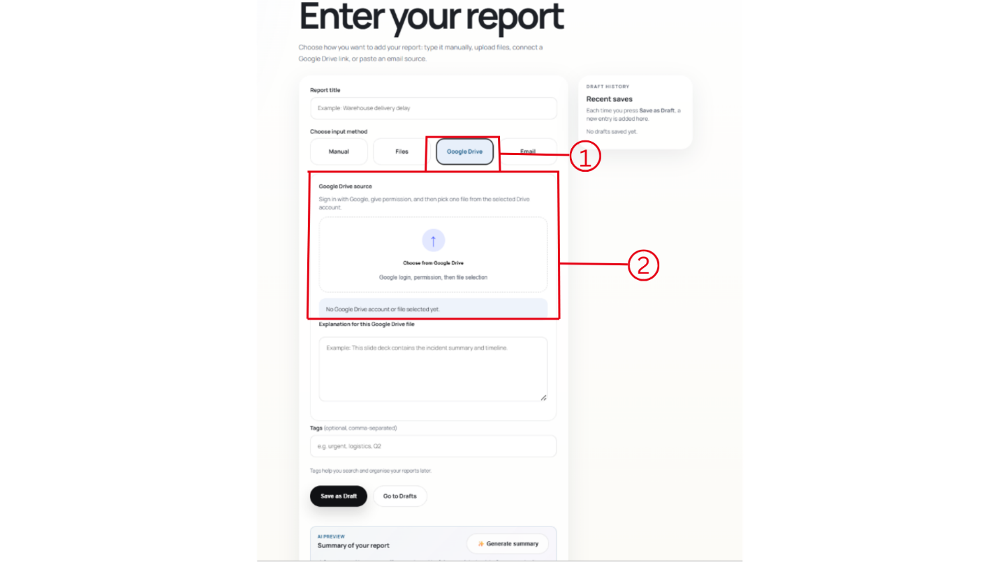 Enter your report
Choose how you want to add your report: type it manually, upload files, connect a
Google Drive link, or paste an email source.
Report title
Example: Warehouse delivery delay
Choose input method
Manual
Files
Google Drive
Email
1
Google Drive source
Sign in with Google, give permission, and then pick one file from the selected Drive
account.
↑
Choose from Google Drive
Google login, permission, then file selection
2
No Google Drive account or file selected yet.
Explanation for this Google Drive file
Example: This slide deck contains the incident summary and timeline
Tags (optional, comma-separated)
e.g. urgent, logistics, Q2
Tags help you search and organise your reports later.
Save as Draft
Go to Drafts
AI PREVIEW
Summary of your report
✨ Generate summary
DRAFT HISTORY
Recent saves
Each time you press Save as Draft, a
new entry is added here.
No drafts saved yet.